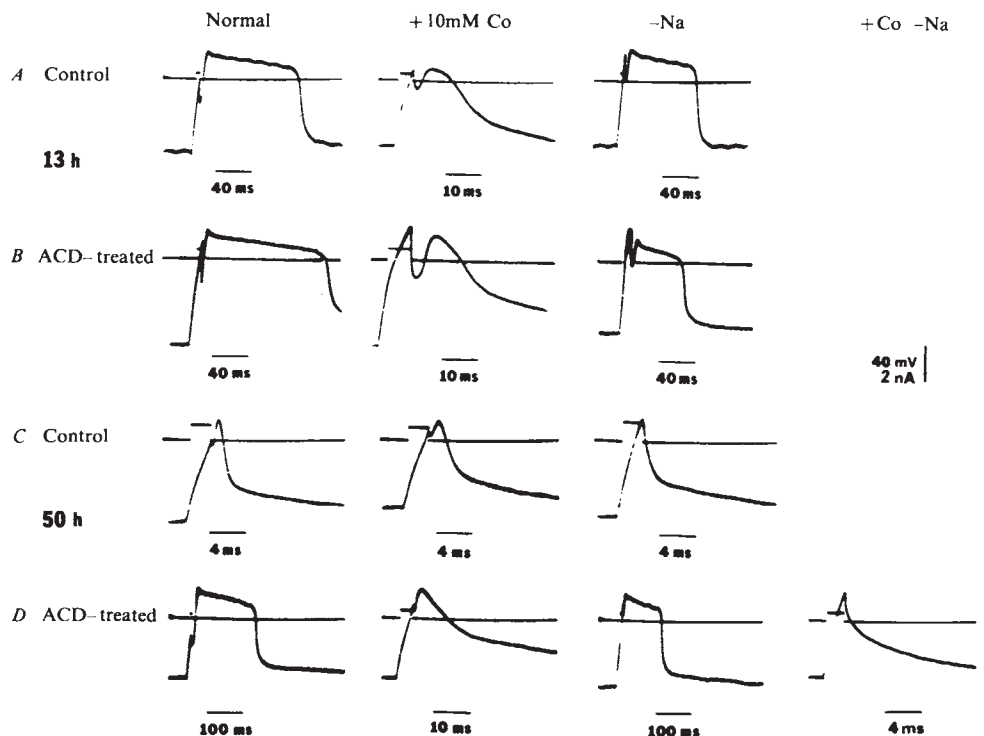 Normal +10mM Co –Na +Co –Na
A Control
13 h
40 ms 10 ms 40 ms
B ACD–treated
40 ms 10 ms 40 ms
40 mV
2 nA
C Control
50 h
4 ms 4 ms 4 ms
D ACD–treated
100 ms 10 ms 100 ms 4 ms